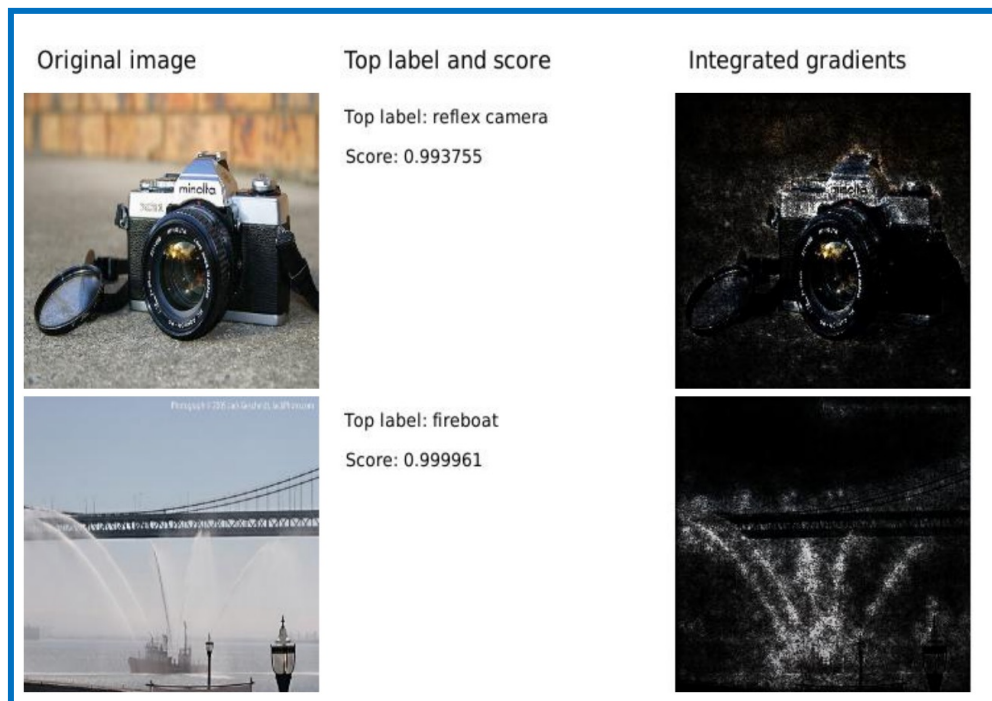 Original image
Top label and score
Integrated gradients
Top label: reflex camera
Score: 0.993755
minolta
minolta
Top label: fireboat
Score: 0.999961